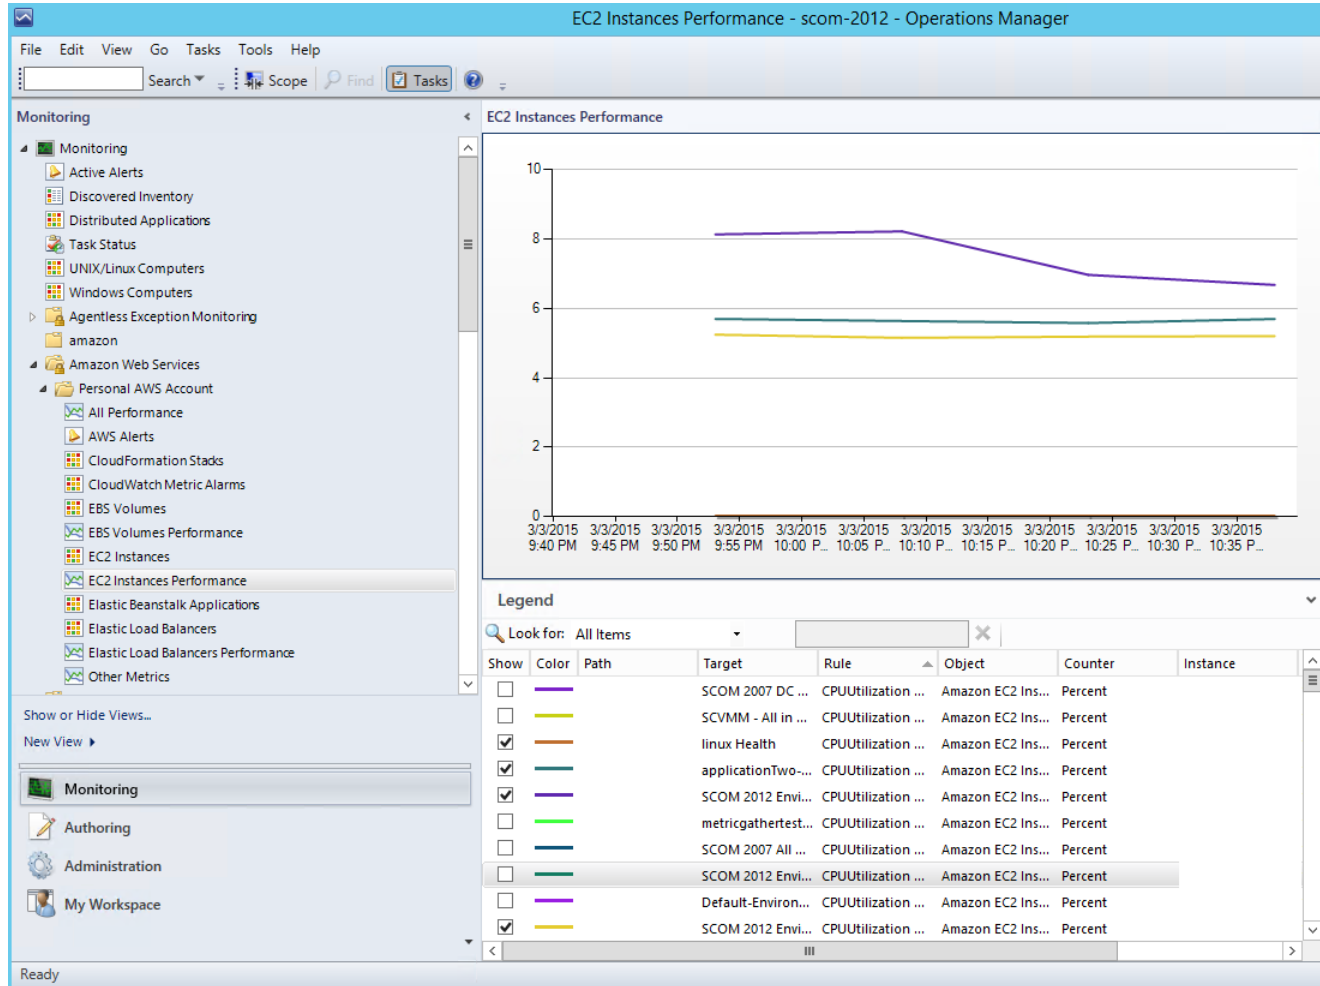 EC2 Instances Performance - scom-2012 - Operations Manager
File Edit View Go Tasks Tools Help
Search Scope Find Tasks
Monitoring
Monitoring
Active Alerts
Discovered Inventory
Distributed Applications
Task Status
UNIX/Linux Computers
Windows Computers
Agentless Exception Monitoring
amazon
Amazon Web Services
Personal AWS Account
All Performance
AWS Alerts
CloudFormation Stacks
CloudWatch Metric Alarms
EBS Volumes
EBS Volumes Performance
EC2 Instances
EC2 Instances Performance
Elastic Beanstalk Applications
Elastic Load Balancers
Elastic Load Balancers Performance
Other Metrics
Show or Hide Views...
New View
Monitoring
Authoring
Administration
My Workspace
EC2 Instances Performance
10
8
6
4
2
0
3/3/2015 3/3/2015 3/3/2015 3/3/2015 3/3/2015 3/3/2015 3/3/2015 3/3/2015 3/3/2015 3/3/2015 3/3/2015 3/3/2015
9:40 PM 9:45 PM 9:50 PM 9:55 PM 10:00 P... 10:05 P... 10:10 P... 10:15 P... 10:20 P... 10:25 P... 10:30 P... 10:35 P...
Legend
Look for: All Items
Show Color Path Target Rule Object Counter Instance
SCOM 2007 DC ... CPUUtilization ... Amazon EC2 Ins... Percent
SCVMM - All in ... CPUUtilization ... Amazon EC2 Ins... Percent
linux Health CPUUtilization ... Amazon EC2 Ins... Percent
applicationTwo-... CPUUtilization ... Amazon EC2 Ins... Percent
SCOM 2012 Envi... CPUUtilization ... Amazon EC2 Ins... Percent
metricgathertest... CPUUtilization ... Amazon EC2 Ins... Percent
SCOM 2007 All ... CPUUtilization ... Amazon EC2 Ins... Percent
SCOM 2012 Envi... CPUUtilization ... Amazon EC2 Ins... Percent
Default-Environ... CPUUtilization ... Amazon EC2 Ins... Percent
SCOM 2012 Envi... CPUUtilization ... Amazon EC2 Ins... Percent
Ready